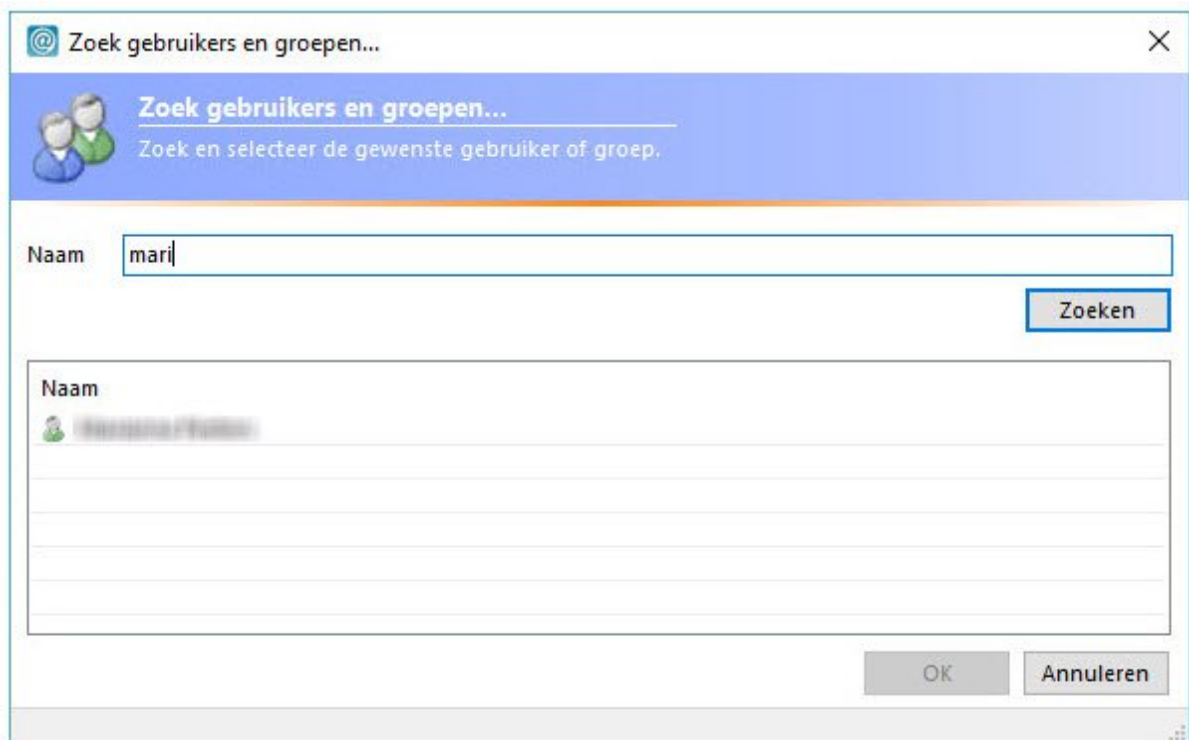 Zoek gebruikers en groepen...
Zoek gebruikers en groepen...
Zoek en selecteer de gewenste gebruiker of groep.
Naam mari
Zoeken
Naam
OK Annuleren